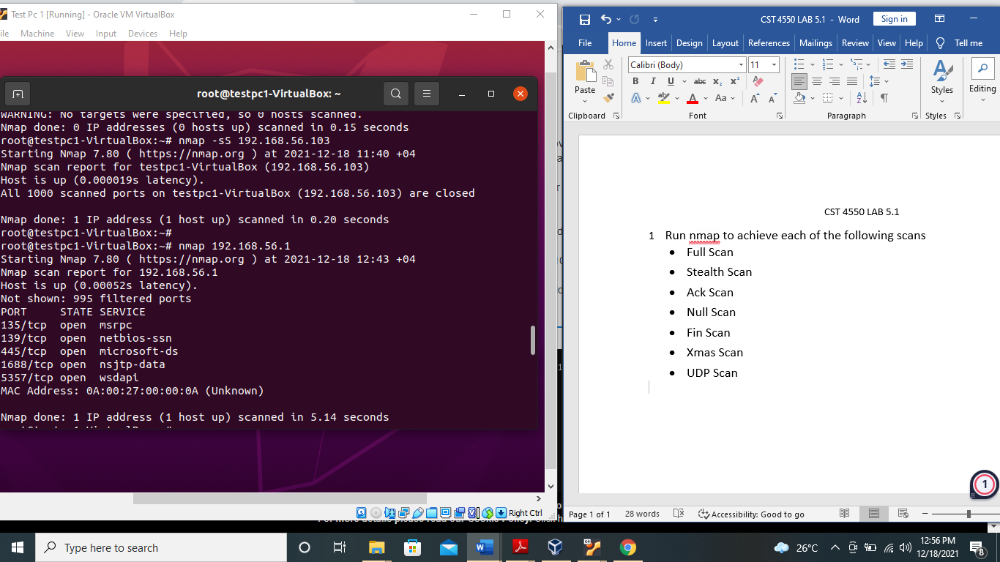 Test Pc 1 [Running] - Oracle VM VirtualBox
ile Machine View Input Devices Help
root@testpc1-VirtualBox: ~
WARNING: No targets were specified, so 0 hosts scanned.
Nmap done: 0 IP addresses (0 hosts up) scanned in 0.15 seconds
root@testpc1-VirtualBox:~# nmap -sS 192.168.56.103
Starting Nmap 7.80 ( https://nmap.org ) at 2021-12-18 11:40 +04
Nmap scan report for testpc1-VirtualBox (192.168.56.103)
Host is up (0.000019s latency).
All 1000 scanned ports on testpc1-VirtualBox (192.168.56.103) are closed
Nmap done: 1 IP address (1 host up) scanned in 0.20 seconds
root@testpc1-VirtualBox:~#
root@testpc1-VirtualBox:~# nmap 192.168.56.1
Starting Nmap 7.80 ( https://nmap.org ) at 2021-12-18 12:43 +04
Nmap scan report for 192.168.56.1
Host is up (0.00052s latency).
Not shown: 995 filtered ports
PORT STATE SERVICE
135/tcp open msrpc
139/tcp open netbios-ssn
445/tcp open microsoft-ds
1688/tcp open nsjtp-data
5357/tcp open wsdapi
MAC Address: 0A:00:27:00:00:0A (Unknown)
Nmap done: 1 IP address (1 host up) scanned in 5.14 seconds
Right Ctrl
CST 4550 LAB 5.1 - Word Sign in
File Home Insert Design Layout References Mailings Review View Help Tell me
Calibri (Body) 11
Paste Styles Editing
Clipboard Font Paragraph Styles
CST 4550 LAB 5.1
1 Run nmap to achieve each of the following scans
• Full Scan
• Stealth Scan
• Ack Scan
• Null Scan
• Fin Scan
• Xmas Scan
• UDP Scan
1
Page 1 of 1 28 words Accessibility: Good to go
Type here to search
26°C
12:56 PM
12/18/2021
8